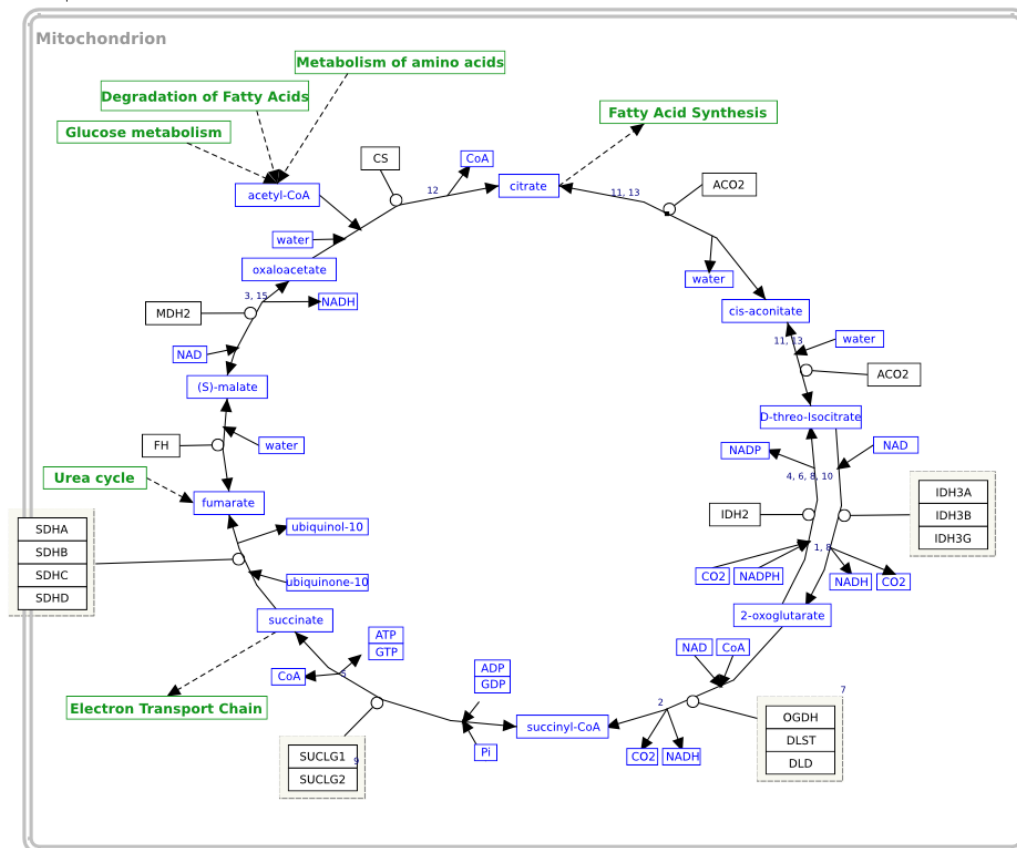 Mitochondrion
Metabolism of amino acids
Degradation of Fatty Acids
Glucose metabolism
Fatty Acid Synthesis
CS
CoA
12
citrate
11, 13
ACO2
acetyl-CoA
water
oxaloacetate
water
3, 15
NADH
MDH2
cis-aconitate
11, 13
water
NAD
ACO2
(S)-malate
D-threo-Isocitrate
FH
water
NADP
NAD
4, 6, 8, 10
Urea cycle
fumarate
IDH3A
IDH3B
IDH3G
IDH2
SDHA
SDHB
SDHC
SDHD
ubiquinol-10
1, 8
CO2
NADPH
NADH
CO2
ubiquinone-10
succinate
2-oxoglutarate
ATP
GTP
NAD
CoA
CoA
5
ADP
GDP
7
Electron Transport Chain
2
succinyl-CoA
OGDH
DLST
DLD
Pi
CO2
NADH
SUCLG1
9
SUCLG2